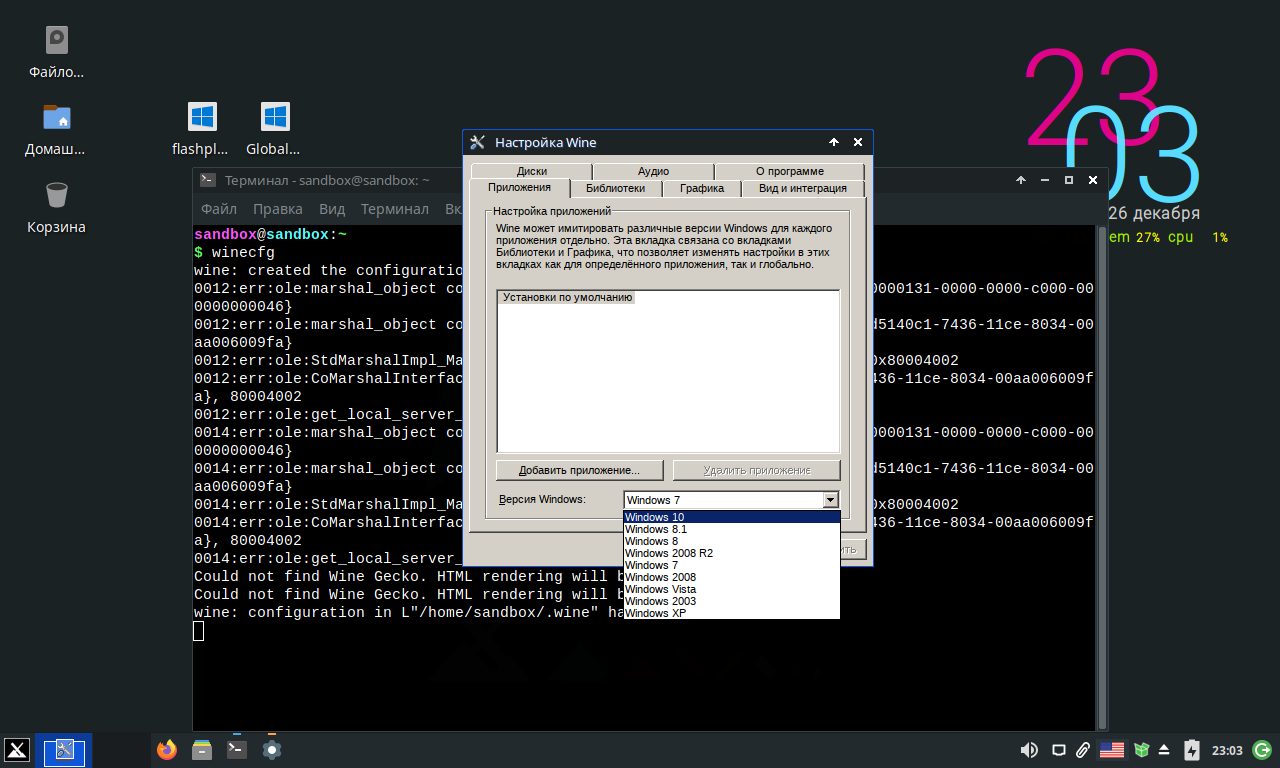 Файло...
Домаш...
Корзина
flashpl...
Global...
23
03
26 декабря
em 27% cpu 1%
Настройка Wine
Диски
Аудио
О программе
Приложения
Библиотеки
Графика
Вид и интеграция
Настройка приложений
Wine может имитировать различные версии Windows для каждого
приложения отдельно. Эта вкладка связана со вкладками
Библиотеки и Графика, что позволяет изменять настройки в этих
вкладках как для определённого приложения, так и глобально.
Установки по умолчанию
Добавить приложение...
Удалить приложение
Версия Windows:
Windows 7
Windows 10
Windows 8.1
Windows 8
Windows 2008 R2
Windows 7
Windows 2008
Windows Vista
Windows 2003
Windows XP
ить
Терминал - sandbox@sandbox: ~
Файл Правка Вид Терминал Вк
sandbox@sandbox:~
$ winecfg
wine: created the configuratio
0012:err:ole:marshal_object co 0000131-0000-0000-c000-00
0000000046}
0012:err:ole:marshal_object co d5140c1-7436-11ce-8034-00
aa006009fa}
0012:err:ole:StdMarshalImpl_Ma 0x80004002
0012:err:ole:CoMarshalInterfac 436-11ce-8034-00aa006009f
a}, 80004002
0012:err:ole:get_local_server_
0014:err:ole:marshal_object co 0000131-0000-0000-c000-00
0000000046}
0014:err:ole:marshal_object co d5140c1-7436-11ce-8034-00
aa006009fa}
0014:err:ole:StdMarshalImpl_Ma 0x80004002
0014:err:ole:CoMarshalInterfac 436-11ce-8034-00aa006009f
a}, 80004002
0014:err:ole:get_local_server_
Could not find Wine Gecko. HTML rendering will b
Could not find Wine Gecko. HTML rendering will b
wine: configuration in L"/home/sandbox/.wine" ha
23:03